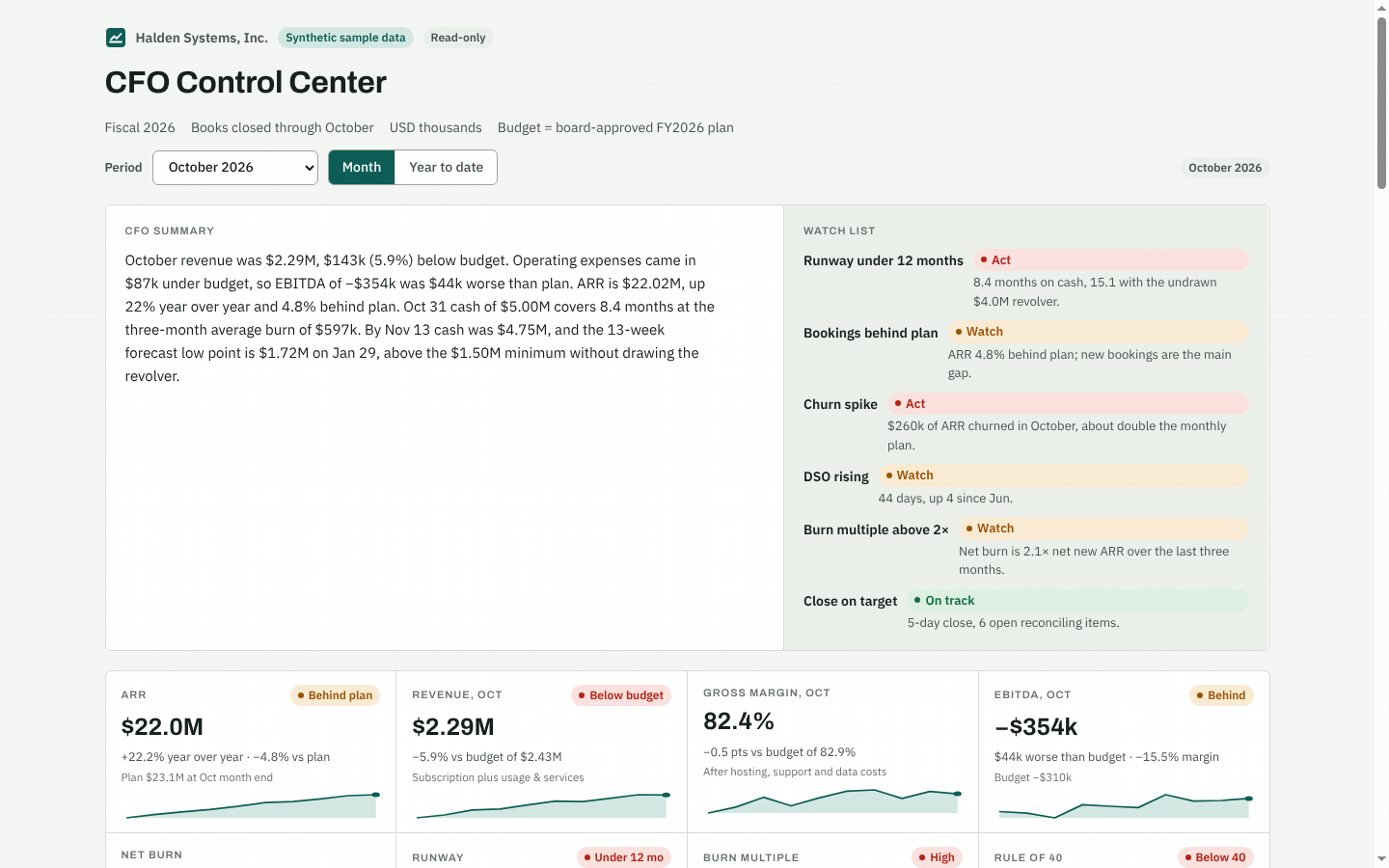 Halden Systems, Inc. Synthetic sample data Read-only
CFO Control Center
Fiscal 2026 Books closed through October USD thousands Budget = board-approved FY2026 plan
Period October 2026 Month Year to date October 2026
CFO SUMMARY
October revenue was $2.29M, $143k (5.9%) below budget. Operating expenses came in
$87k under budget, so EBITDA of −$354k was $44k worse than plan. ARR is $22.02M, up
22% year over year and 4.8% behind plan. Oct 31 cash of $5.00M covers 8.4 months at the
three-month average burn of $597k. By Nov 13 cash was $4.75M, and the 13-week
forecast low point is $1.72M on Jan 29, above the $1.50M minimum without drawing the
revolver.
WATCH LIST
Runway under 12 months Act
8.4 months on cash, 15.1 with the undrawn
$4.0M revolver.
Bookings behind plan Watch
ARR 4.8% behind plan; new bookings are the main
gap.
Churn spike Act
$260k of ARR churned in October, about double the monthly
plan.
DSO rising Watch
44 days, up 4 since Jun.
Burn multiple above 2× Watch
Net burn is 2.1× net new ARR over the last three
months.
Close on target On track
5-day close, 6 open reconciling items.
ARR Behind plan
$22.0M
+22.2% year over year · −4.8% vs plan
Plan $23.1M at Oct month end
REVENUE, OCT Below budget
$2.29M
−5.9% vs budget of $2.43M
Subscription plus usage & services
GROSS MARGIN, OCT
82.4%
−0.5 pts vs budget of 82.9%
After hosting, support and data costs
EBITDA, OCT Behind
−$354k
$44k worse than budget · −15.5% margin
Budget −$310k
NET BURN
RUNWAY Under 12 mo
BURN MULTIPLE High
RULE OF 40 Below 40